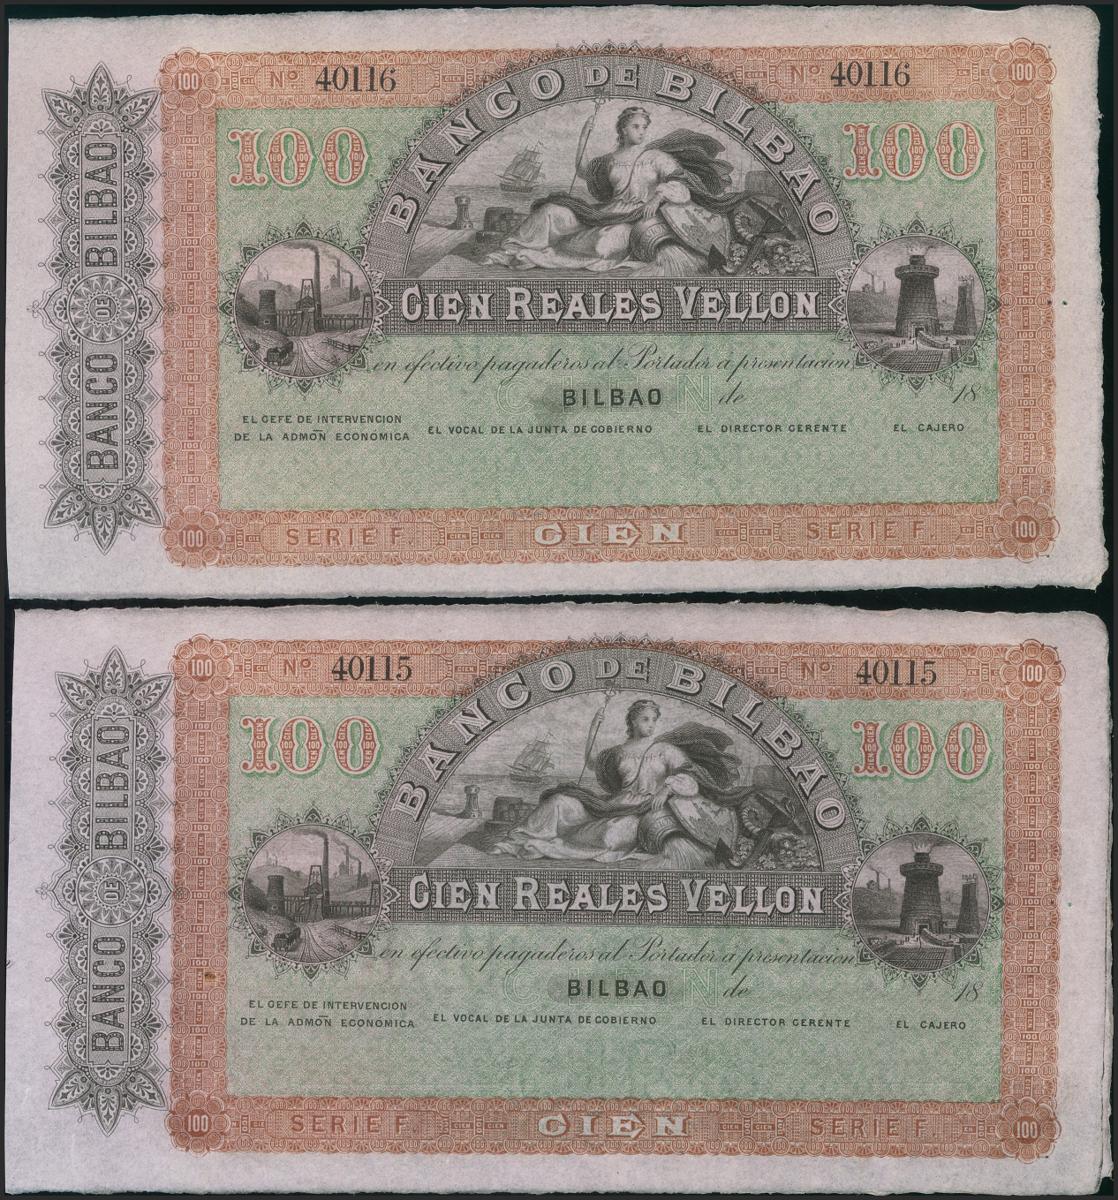 Nº 40116 Nº 40116
BANCO DE BILBAO
100 100
BANCO DE BILBAO
CIEN REALES VELLON
en efectivo pagaderos al Portador á presentacion
BILBAO de 18
EL GEFE DE INTERVENCION
DE LA ADMON ECONOMICA EL VOCAL DE LA JUNTA DE GOBIERNO EL DIRECTOR GERENTE EL CAJERO
100 SERIE F. CIEN SERIE F. 100
Nº 40115 Nº 40115
BANCO DE BILBAO
100 100
BANCO DE BILBAO
CIEN REALES VELLON
en efectivo pagaderos al Portador á presentacion
BILBAO de 18
EL GEFE DE INTERVENCION
DE LA ADMON ECONOMICA EL VOCAL DE LA JUNTA DE GOBIERNO EL DIRECTOR GERENTE EL CAJERO
100 SERIE F. CIEN SERIE F. 100